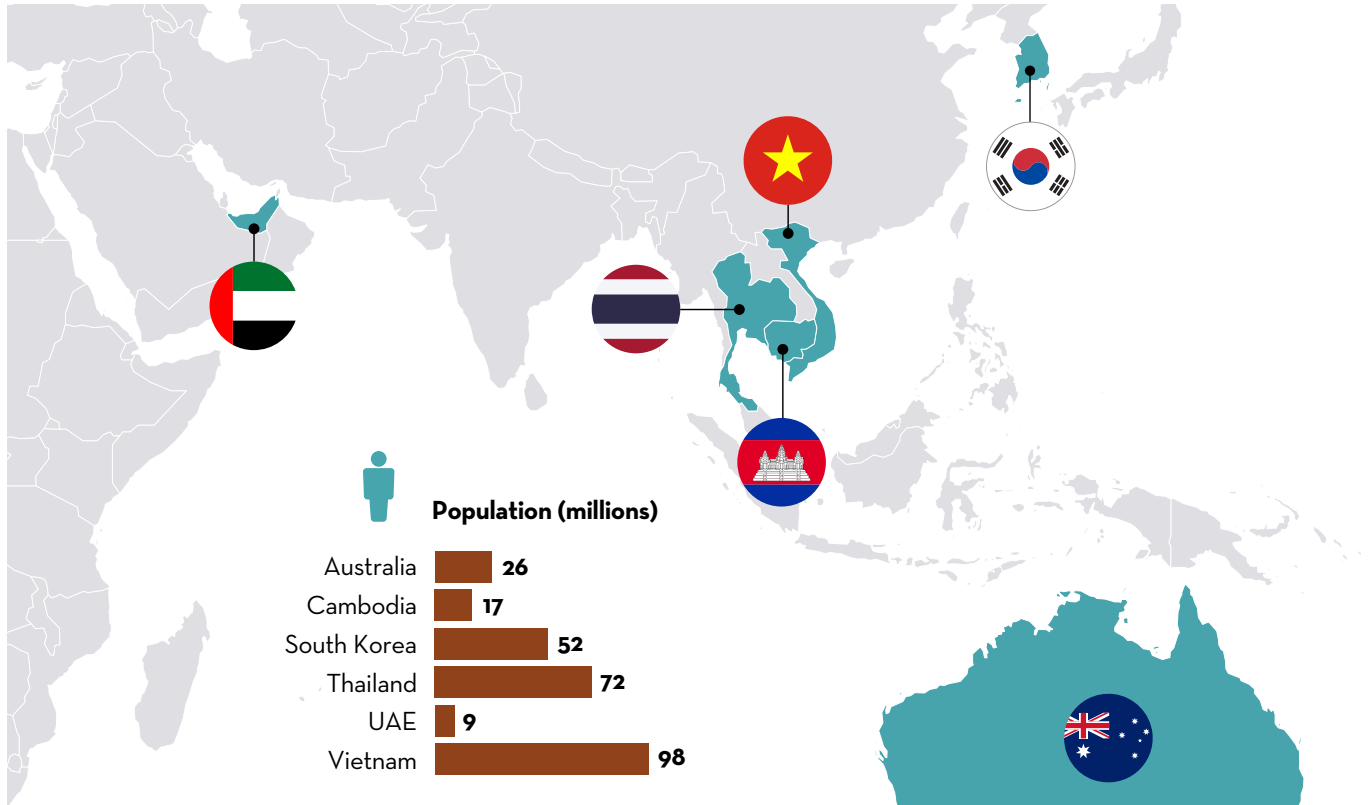 Population (millions)
Australia 26
Cambodia 17
South Korea 52
Thailand 72
UAE 9
Vietnam 98